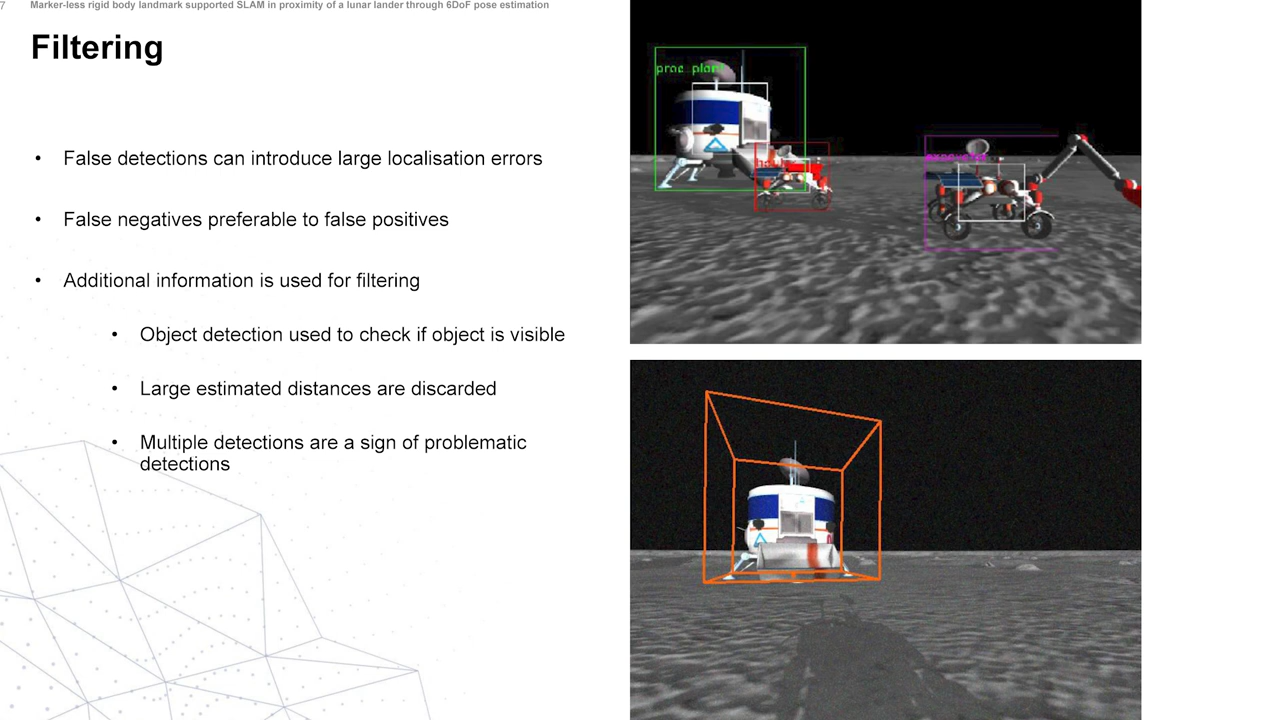 7 Marker-less rigid body landmark supported SLAM in proximity of a lunar lander through 6DoF pose estimation
Filtering
• False detections can introduce large localisation errors
• False negatives preferable to false positives
• Additional information is used for filtering
• Object detection used to check if object is visible
• Large estimated distances are discarded
• Multiple detections are a sign of problematic
detections
proc_plant